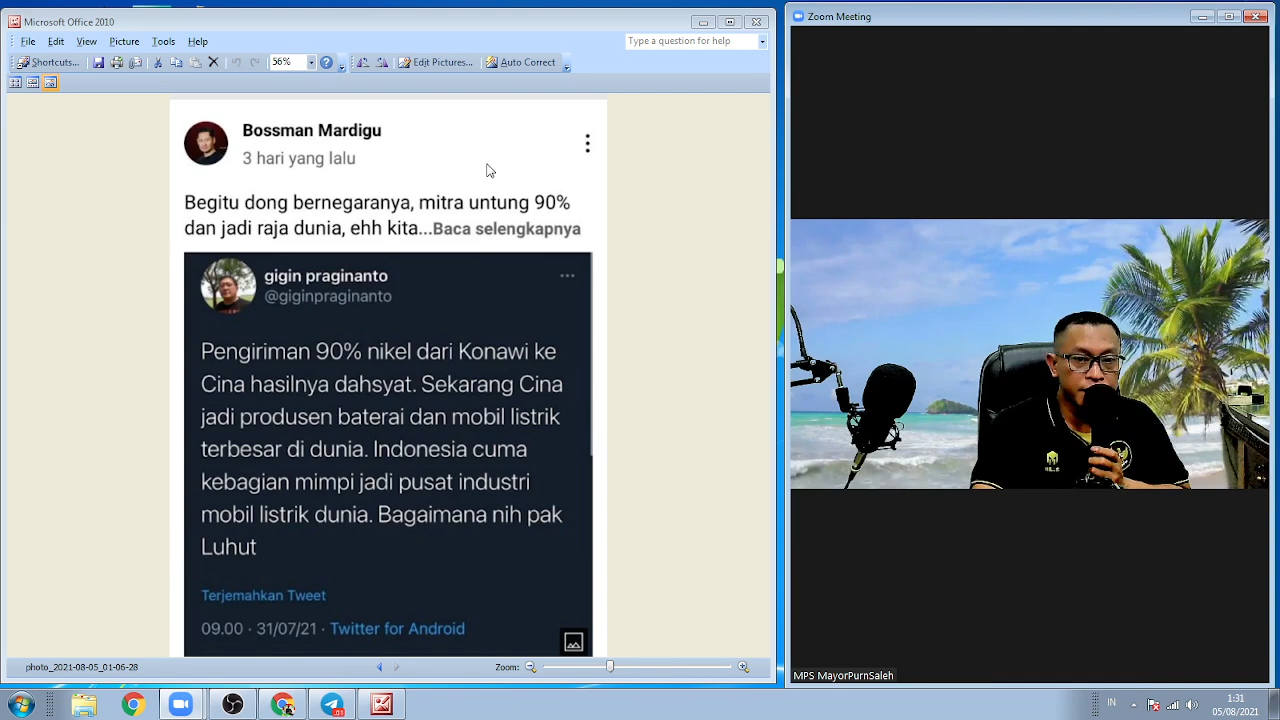 Microsoft Office 2010
Picture
Tools
Help
Type a question for help
Shortcuts...
56%
Edit Pictures...
Auto Correct
Bossman Mardigu
3 hari yang lalu
Begitu dong bernegaranya, mitra untung 90%
dan jadi raja dunia, ehh kita...Baca selengkapnya
gigin praginanto
@giginpraginanto
Pengiriman 90% nikel dari Konawi ke
Cina hasilnya dahsyat. Sekarang Cina
jadi produsen baterai dan mobil listrik
terbesar di dunia. Indonesia cuma
kebagian mimpi jadi pusat industri
mobil listrik dunia. Bagaimana nih pak
Luhut
Terjemahkan Tweet
09.00 · 31/07/21 · Twitter for Android
photo_2021-08-05_01-06-28
Zoom:
Zoom Meeting
MPS MayorPurnSaleh
IN
1:31
05/08/2021